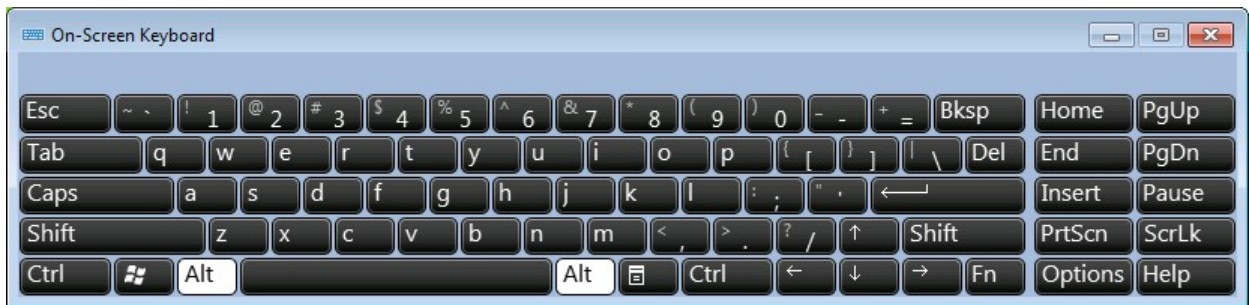 On-Screen Keyboard
Esc ~ ` ! 1 @ 2 # 3 $ 4 % 5 ^ 6 & 7 * 8 ( 9 ) 0 _ - + = Bksp Home PgUp
Tab q w e r t y u i o p { [ } ] | \ Del End PgDn
Caps a s d f g h j k l : ; " ' Insert Pause
Shift z x c v b n m < , > . ? / ↑ Shift PrtScn ScrLk
Ctrl Alt Alt Ctrl ← ↓ → Fn Options Help